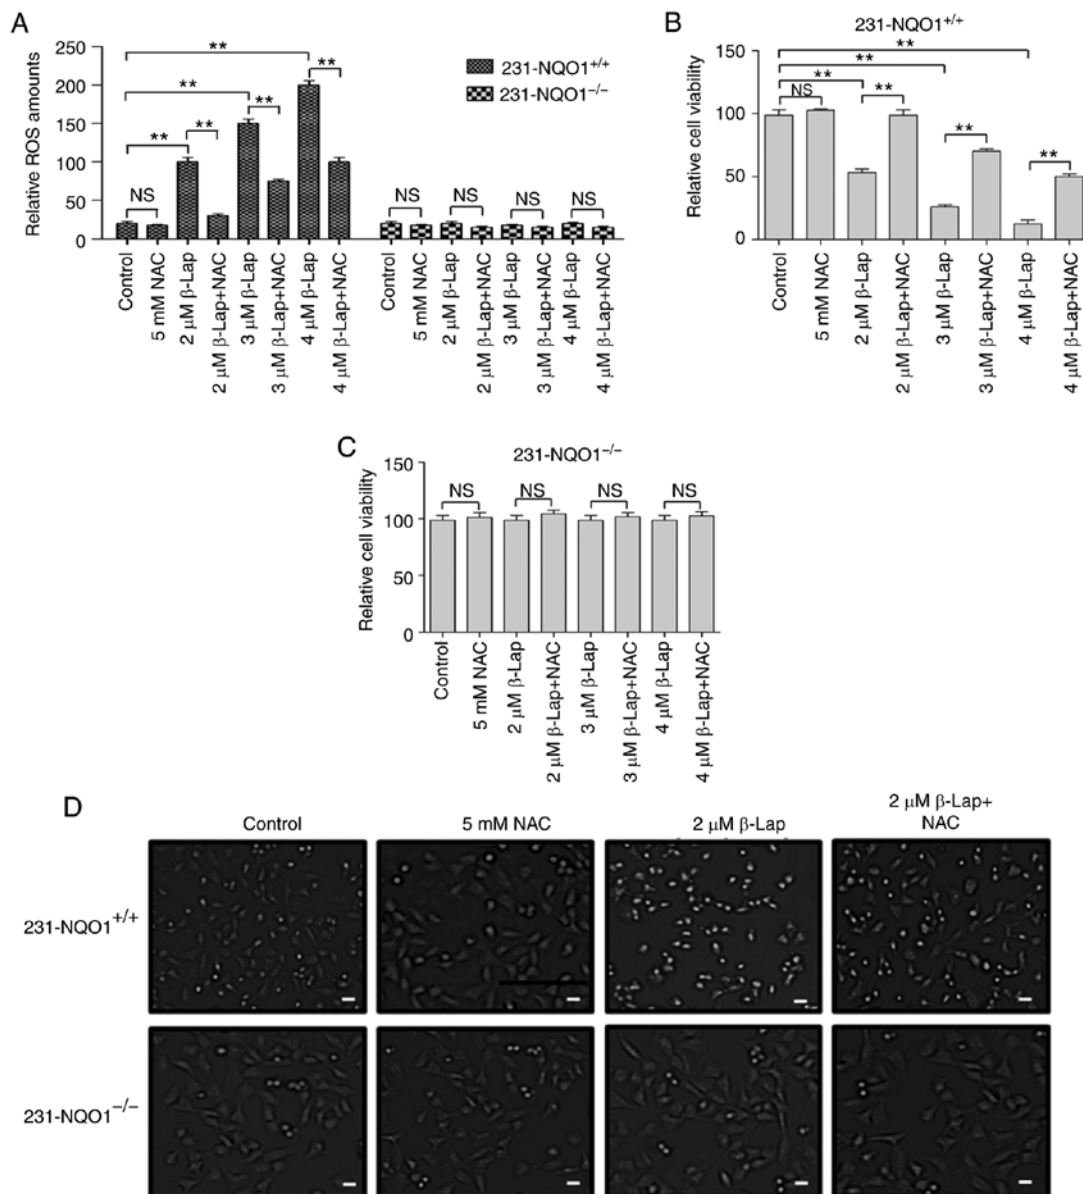 A
Relative ROS amounts
250
200
150
100
50
0
**
**
**
**
**
**
NS
NS
NS
NS
NS
231-NQO1+/+
231-NQO1−/−
Control
5 mM NAC
2 μM β-Lap
2 μM β-Lap+NAC
3 μM β-Lap
3 μM β-Lap+NAC
4 μM β-Lap
4 μM β-Lap+NAC
Control
5 mM NAC
2 μM β-Lap
2 μM β-Lap+NAC
3 μM β-Lap
3 μM β-Lap+NAC
4 μM β-Lap
4 μM β-Lap+NAC
B
231-NQO1+/+
Relative cell viability
150
100
50
0
**
**
**
**
NS
**
**
Control
5 mM NAC
2 μM β-Lap
2 μM β-Lap+NAC
3 μM β-Lap
3 μM β-Lap+NAC
4 μM β-Lap
4 μM β-Lap+NAC
C
231-NQO1−/−
Relative cell viability
150
100
50
0
NS
NS
NS
NS
Control
5 mM NAC
2 μM β-Lap
2 μM β-Lap+NAC
3 μM β-Lap
3 μM β-Lap+NAC
4 μM β-Lap
4 μM β-Lap+NAC
D
Control
5 mM NAC
2 μM β-Lap
2 μM β-Lap+
NAC
231-NQO1+/+
231-NQO1−/−